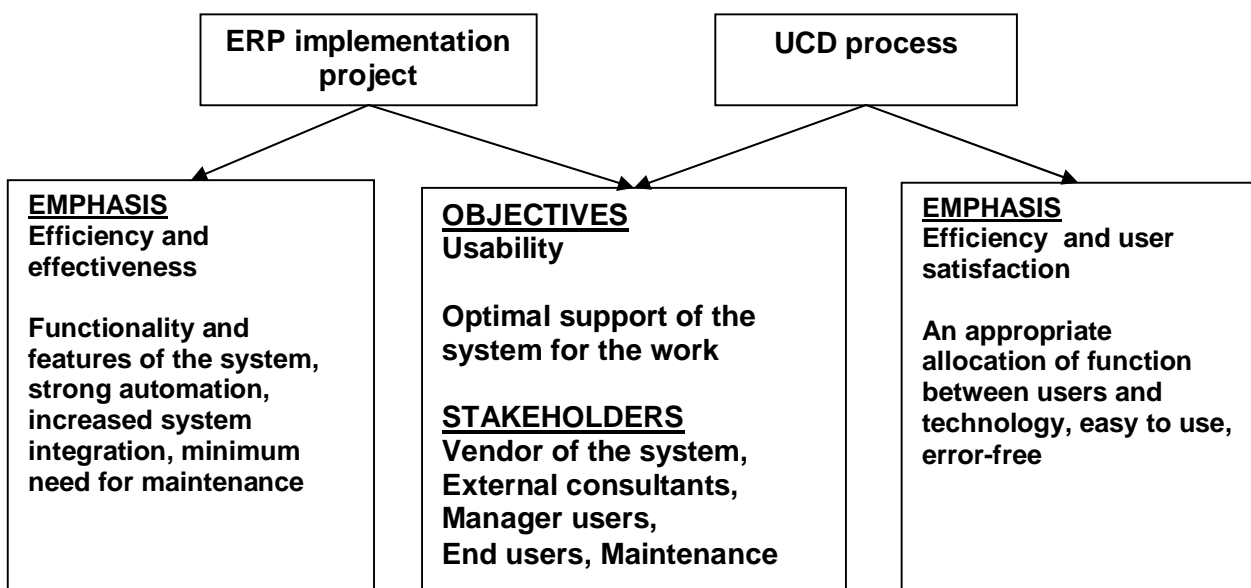 ERP implementation
project
UCD process
EMPHASIS
Efficiency and
effectiveness
Functionality and
features of the system,
strong automation,
increased system
integration, minimum
need for maintenance
OBJECTIVES
Usability
Optimal support of the
system for the work
STAKEHOLDERS
Vendor of the system,
External consultants,
Manager users,
End users, Maintenance
EMPHASIS
Efficiency and user
satisfaction
An appropriate
allocation of function
between users and
technology, easy to use,
error-free